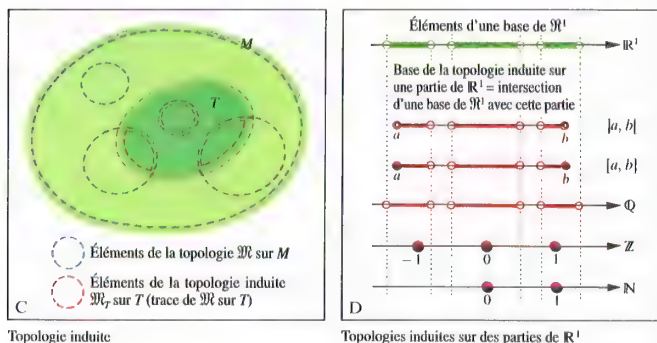 M
T
Éléments de la topologie 𝔐 sur M
Éléments de la topologie induite
𝔐_T sur T (trace de 𝔐 sur T)
C
Topologie induite
Éléments d'une base de ℜ¹
ℝ¹
Base de la topologie induite sur
une partie de ℝ¹ = intersection
d'une base de ℜ¹ avec cette partie
a b ]a, b[
a b [a, b]
ℚ
ℤ
– 1 0 1
ℕ
0 1
D
Topologies induites sur des parties de ℝ¹